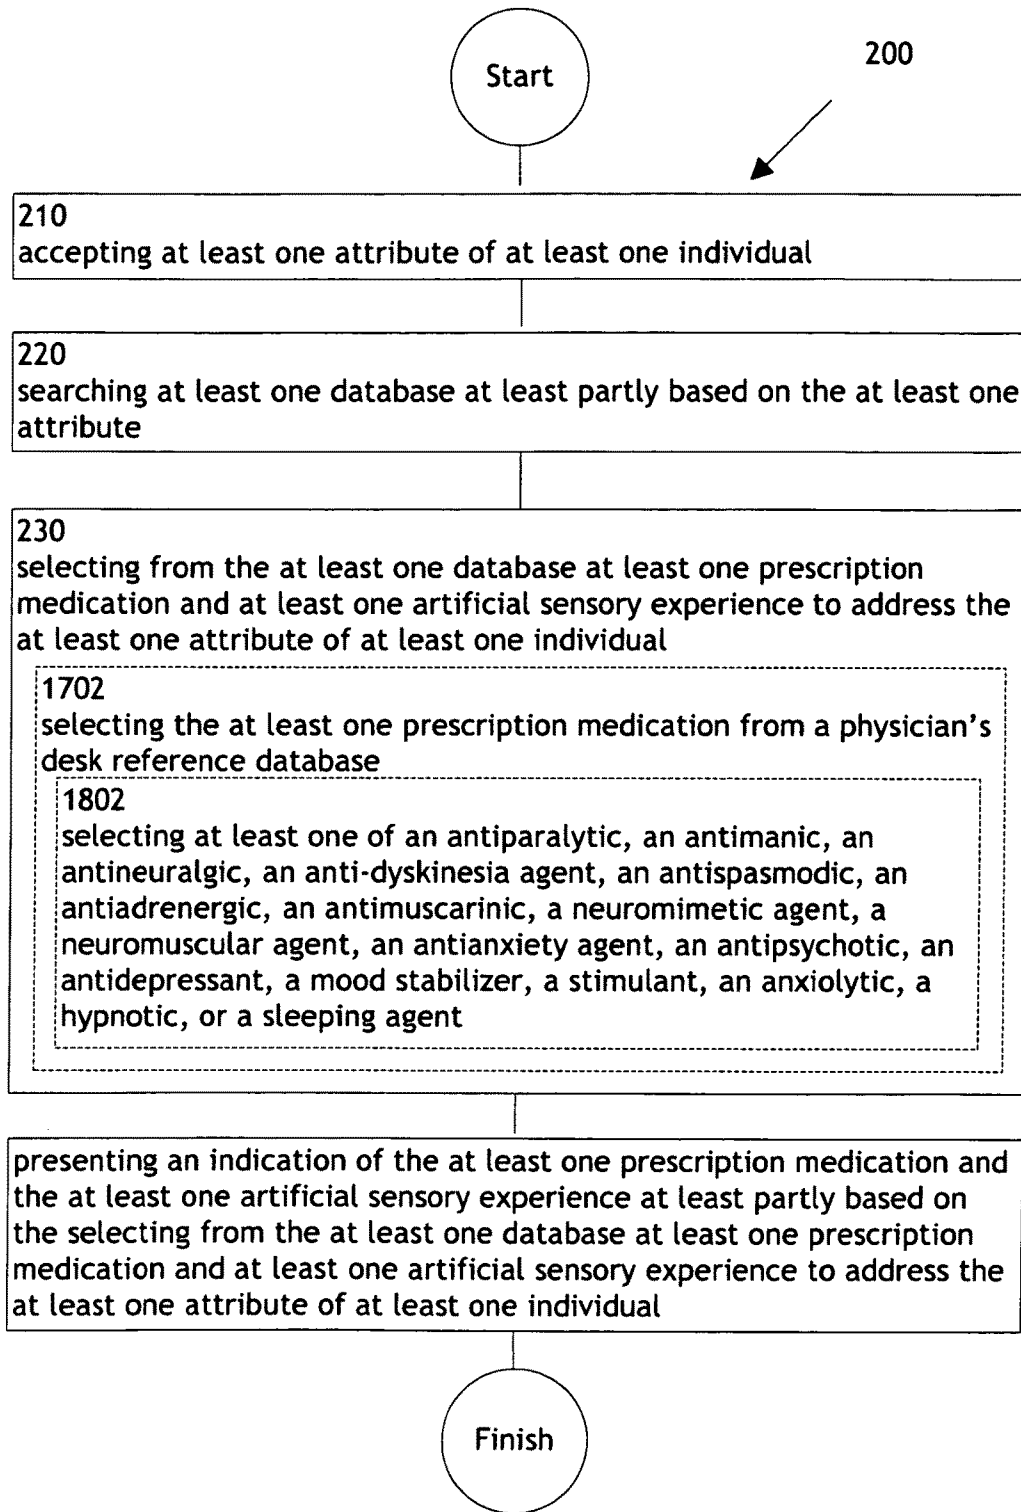 Start
200
210
accepting at least one attribute of at least one individual
220
searching at least one database at least partly based on the at least one
attribute
230
selecting from the at least one database at least one prescription
medication and at least one artificial sensory experience to address the
at least one attribute of at least one individual
1702
selecting the at least one prescription medication from a physician's
desk reference database
1802
selecting at least one of an antiparalytic, an antimanic, an
antineuralgic, an anti-dyskinesia agent, an antispasmodic, an
antiadrenergic, an antimuscarinic, a neuromimetic agent, a
neuromuscular agent, an antianxiety agent, an antipsychotic, an
antidepressant, a mood stabilizer, a stimulant, an anxiolytic, a
hypnotic, or a sleeping agent
presenting an indication of the at least one prescription medication and
the at least one artificial sensory experience at least partly based on
the selecting from the at least one database at least one prescription
medication and at least one artificial sensory experience to address the
at least one attribute of at least one individual
Finish